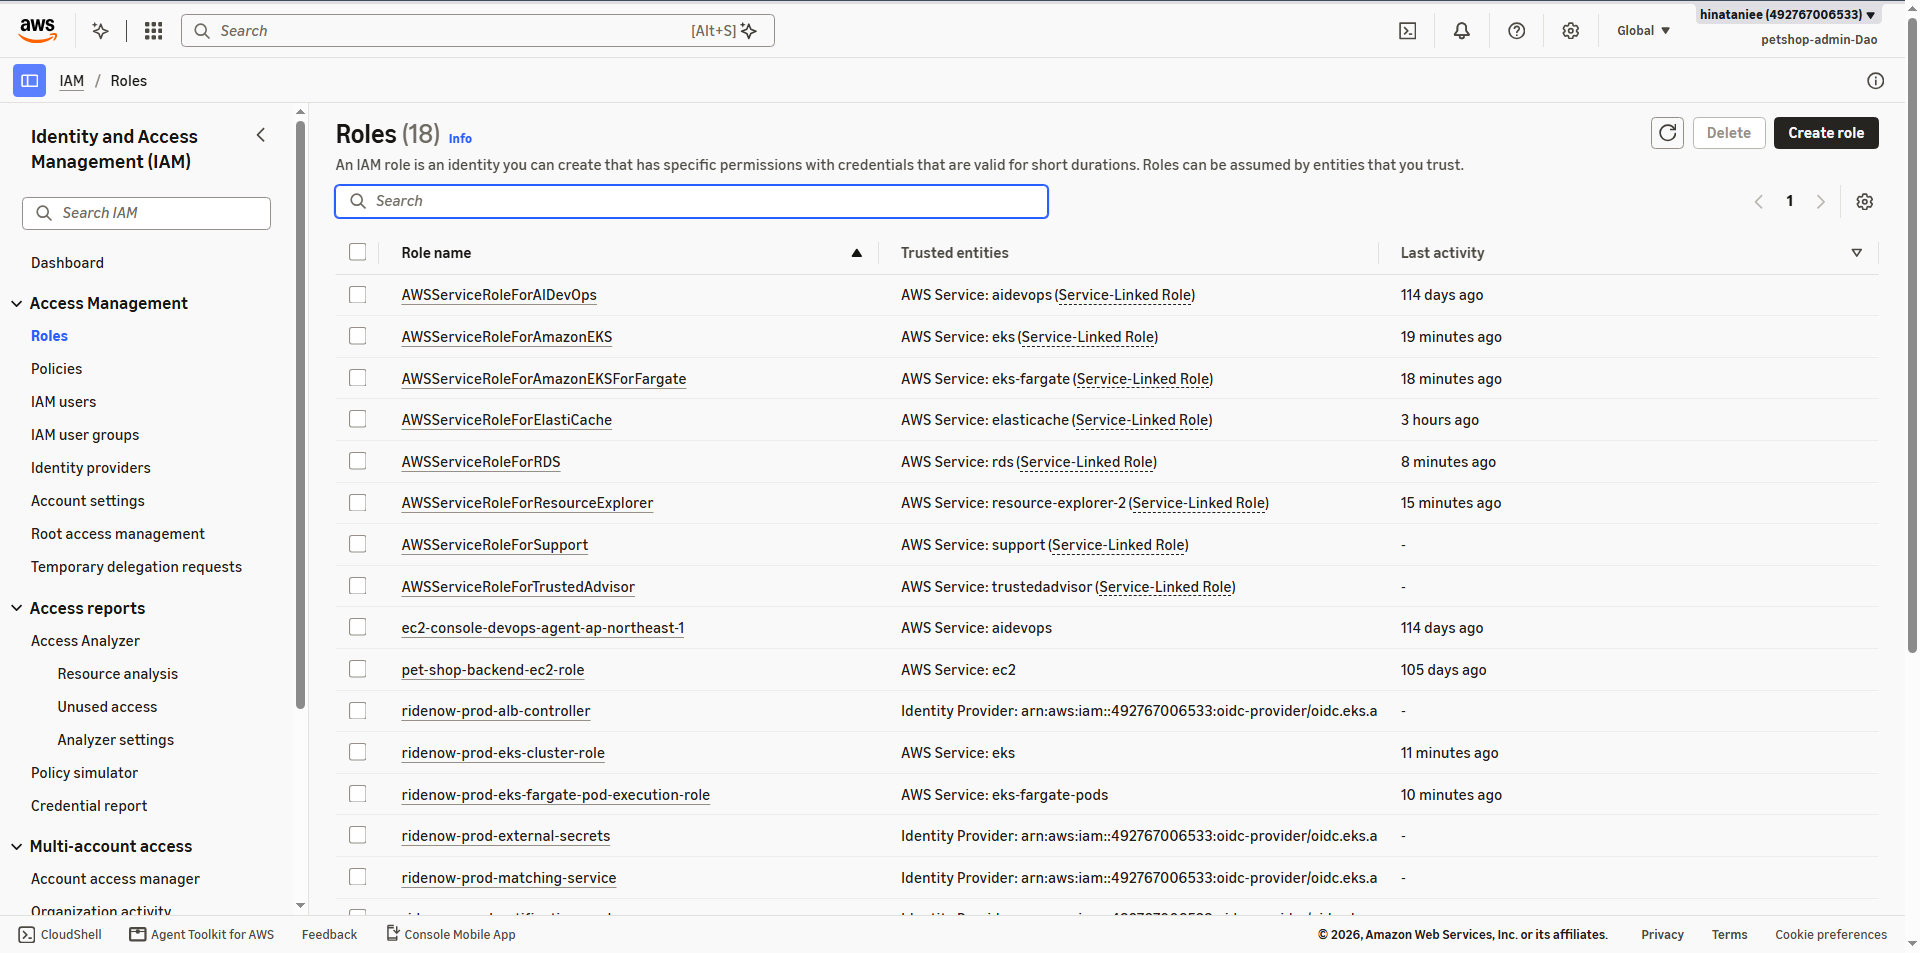 aws
Search
[Alt+S]
Global
hinataniee (492767006533)
petshop-admin-Dao
IAM / Roles
Identity and Access
Management (IAM)
Search IAM
Dashboard
Access Management
Roles
Policies
IAM users
IAM user groups
Identity providers
Account settings
Root access management
Temporary delegation requests
Access reports
Access Analyzer
Resource analysis
Unused access
Analyzer settings
Policy simulator
Credential report
Multi-account access
Account access manager
Organization activity
Roles (18) Info
Delete
Create role
An IAM role is an identity you can create that has specific permissions with credentials that are valid for short durations. Roles can be assumed by entities that you trust.
Search
1
Role name Trusted entities Last activity
AWSServiceRoleForAIDevOps AWS Service: aidevops (Service-Linked Role) 114 days ago
AWSServiceRoleForAmazonEKS AWS Service: eks (Service-Linked Role) 19 minutes ago
AWSServiceRoleForAmazonEKSForFargate AWS Service: eks-fargate (Service-Linked Role) 18 minutes ago
AWSServiceRoleForElastiCache AWS Service: elasticache (Service-Linked Role) 3 hours ago
AWSServiceRoleForRDS AWS Service: rds (Service-Linked Role) 8 minutes ago
AWSServiceRoleForResourceExplorer AWS Service: resource-explorer-2 (Service-Linked Role) 15 minutes ago
AWSServiceRoleForSupport AWS Service: support (Service-Linked Role) -
AWSServiceRoleForTrustedAdvisor AWS Service: trustedadvisor (Service-Linked Role) -
ec2-console-devops-agent-ap-northeast-1 AWS Service: aidevops 114 days ago
pet-shop-backend-ec2-role AWS Service: ec2 105 days ago
ridenow-prod-alb-controller Identity Provider: arn:aws:iam::492767006533:oidc-provider/oidc.eks.a -
ridenow-prod-eks-cluster-role AWS Service: eks 11 minutes ago
ridenow-prod-eks-fargate-pod-execution-role AWS Service: eks-fargate-pods 10 minutes ago
ridenow-prod-external-secrets Identity Provider: arn:aws:iam::492767006533:oidc-provider/oidc.eks.a -
ridenow-prod-matching-service Identity Provider: arn:aws:iam::492767006533:oidc-provider/oidc.eks.a -
CloudShell
Agent Toolkit for AWS
Feedback
Console Mobile App
© 2026, Amazon Web Services, Inc. or its affiliates.
Privacy
Terms
Cookie preferences